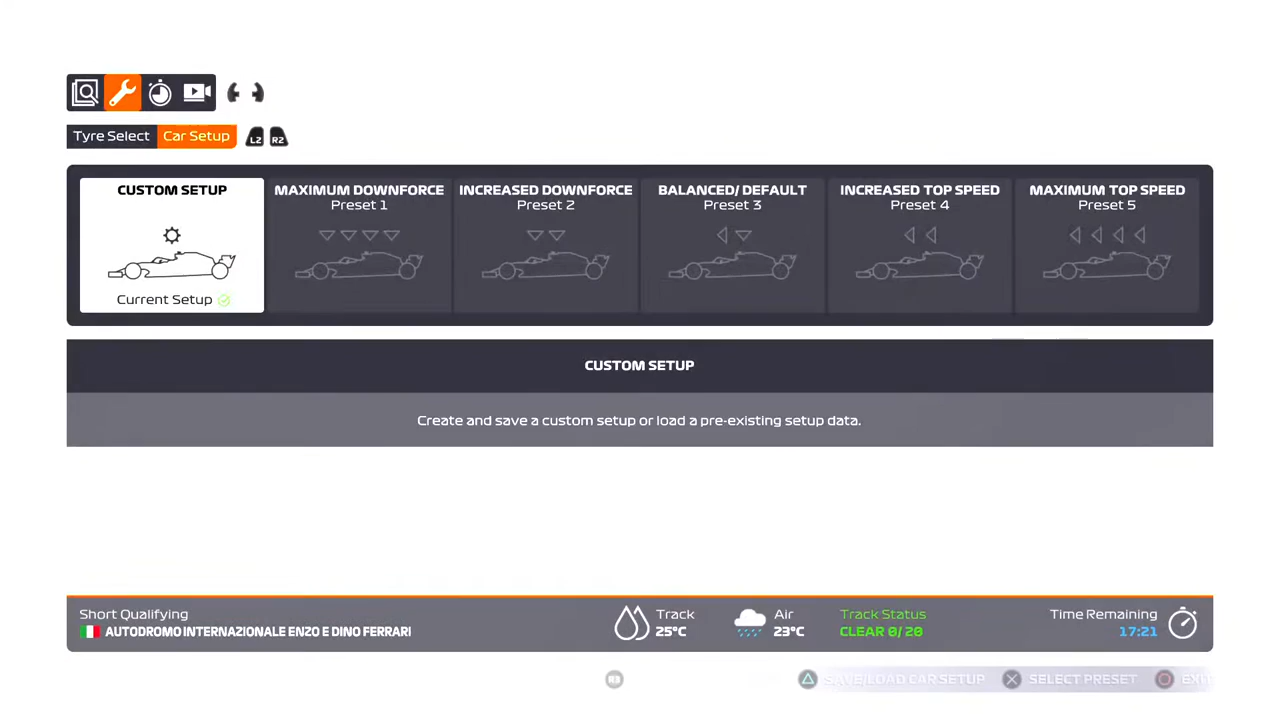 Tyre Select
Car Setup
L2
R2
CUSTOM SETUP
Current Setup
MAXIMUM DOWNFORCE
Preset 1
INCREASED DOWNFORCE
Preset 2
BALANCED/ DEFAULT
Preset 3
INCREASED TOP SPEED
Preset 4
MAXIMUM TOP SPEED
Preset 5
CUSTOM SETUP
Create and save a custom setup or load a pre-existing setup data.
Short Qualifying
AUTODROMO INTERNAZIONALE ENZO E DINO FERRARI
Track
25°C
Air
23°C
Track Status
CLEAR 0/ 20
Time Remaining
17:21
SAVE/LOAD CAR SETUP
SELECT PRESET
EXIT